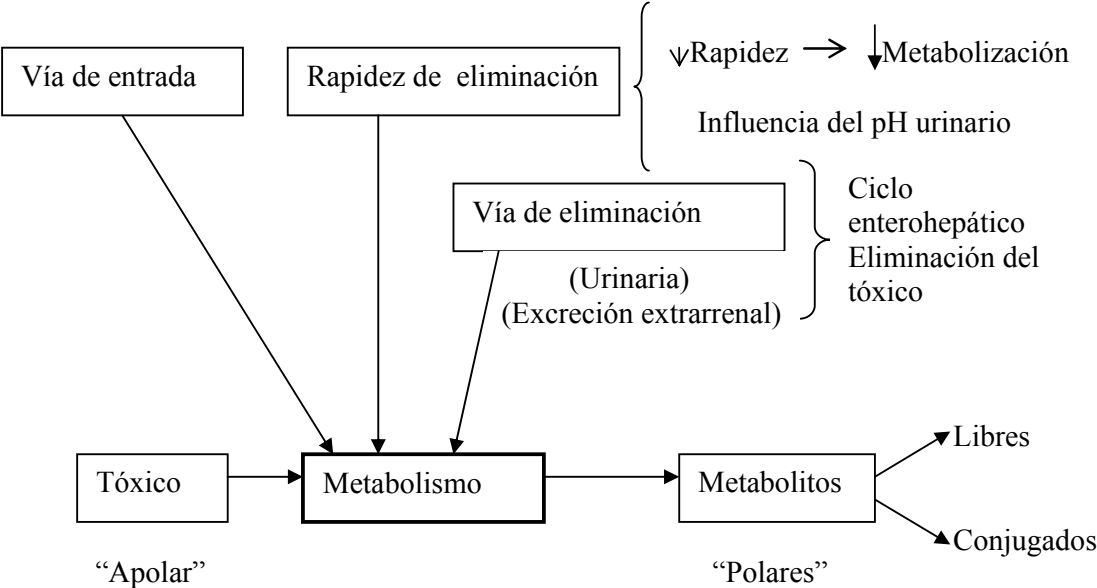 Vía de entrada
Rapidez de eliminación
↓Rapidez → ↓Metabolización
Influencia del pH urinario
Vía de eliminación
(Urinaria)
(Excreción extrarrenal)
Ciclo
enterohepático
Eliminación del
tóxico
Tóxico
Metabolismo
Metabolitos
Libres
Conjugados
“Apolar”
“Polares”